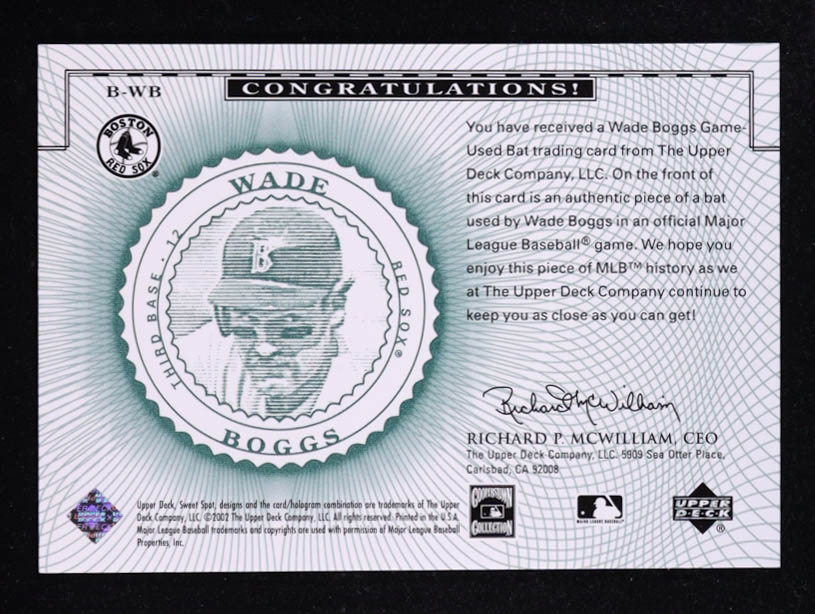 B-WB
CONGRATULATIONS!
BOSTON
RED SOX
®
WADE
THIRD BASE · 12
RED SOX®
BOGGS
You have received a Wade Boggs Game-
Used Bat trading card from The Upper
Deck Company, LLC. On the front of
this card is an authentic piece of a bat
used by Wade Boggs in an official Major
League Baseball® game. We hope you
enjoy this piece of MLB™ history as we
at The Upper Deck Company continue to
keep you as close as you can get!
Richard McWilliam
RICHARD P. MCWILLIAM, CEO
The Upper Deck Company, LLC. 5909 Sea Otter Place,
Carlsbad, CA 92008
Upper Deck, Sweet Spot, designs and the card/hologram combination are trademarks of The Upper
Deck Company, LLC. ©2002 The Upper Deck Company, LLC. All rights reserved. Printed in the U.S.A.
Major League Baseball trademarks and copyrights are used with permission of Major League Baseball
Properties, Inc.
COOPERSTOWN
COLLECTION
MAJOR LEAGUE BASEBALL®
UPPER
DECK
®